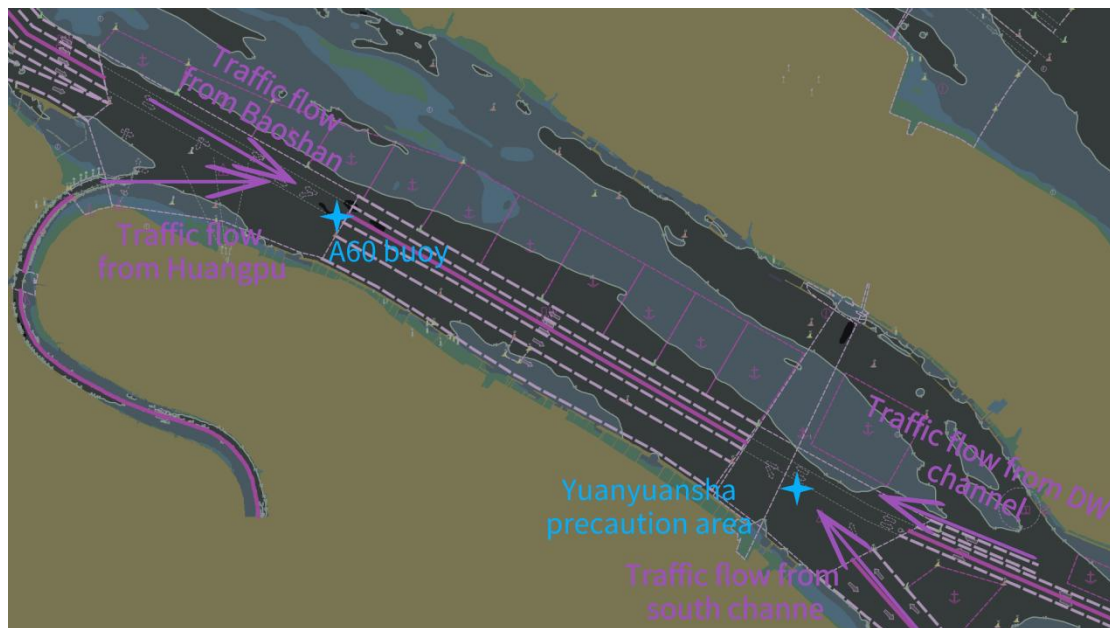 Traffic flow
from Baoshan
Traffic flow
from Huangpu
A60 buoy
Yuanyuansha
precaution area
Traffic flow from DW
channel
Traffic flow from
south channe